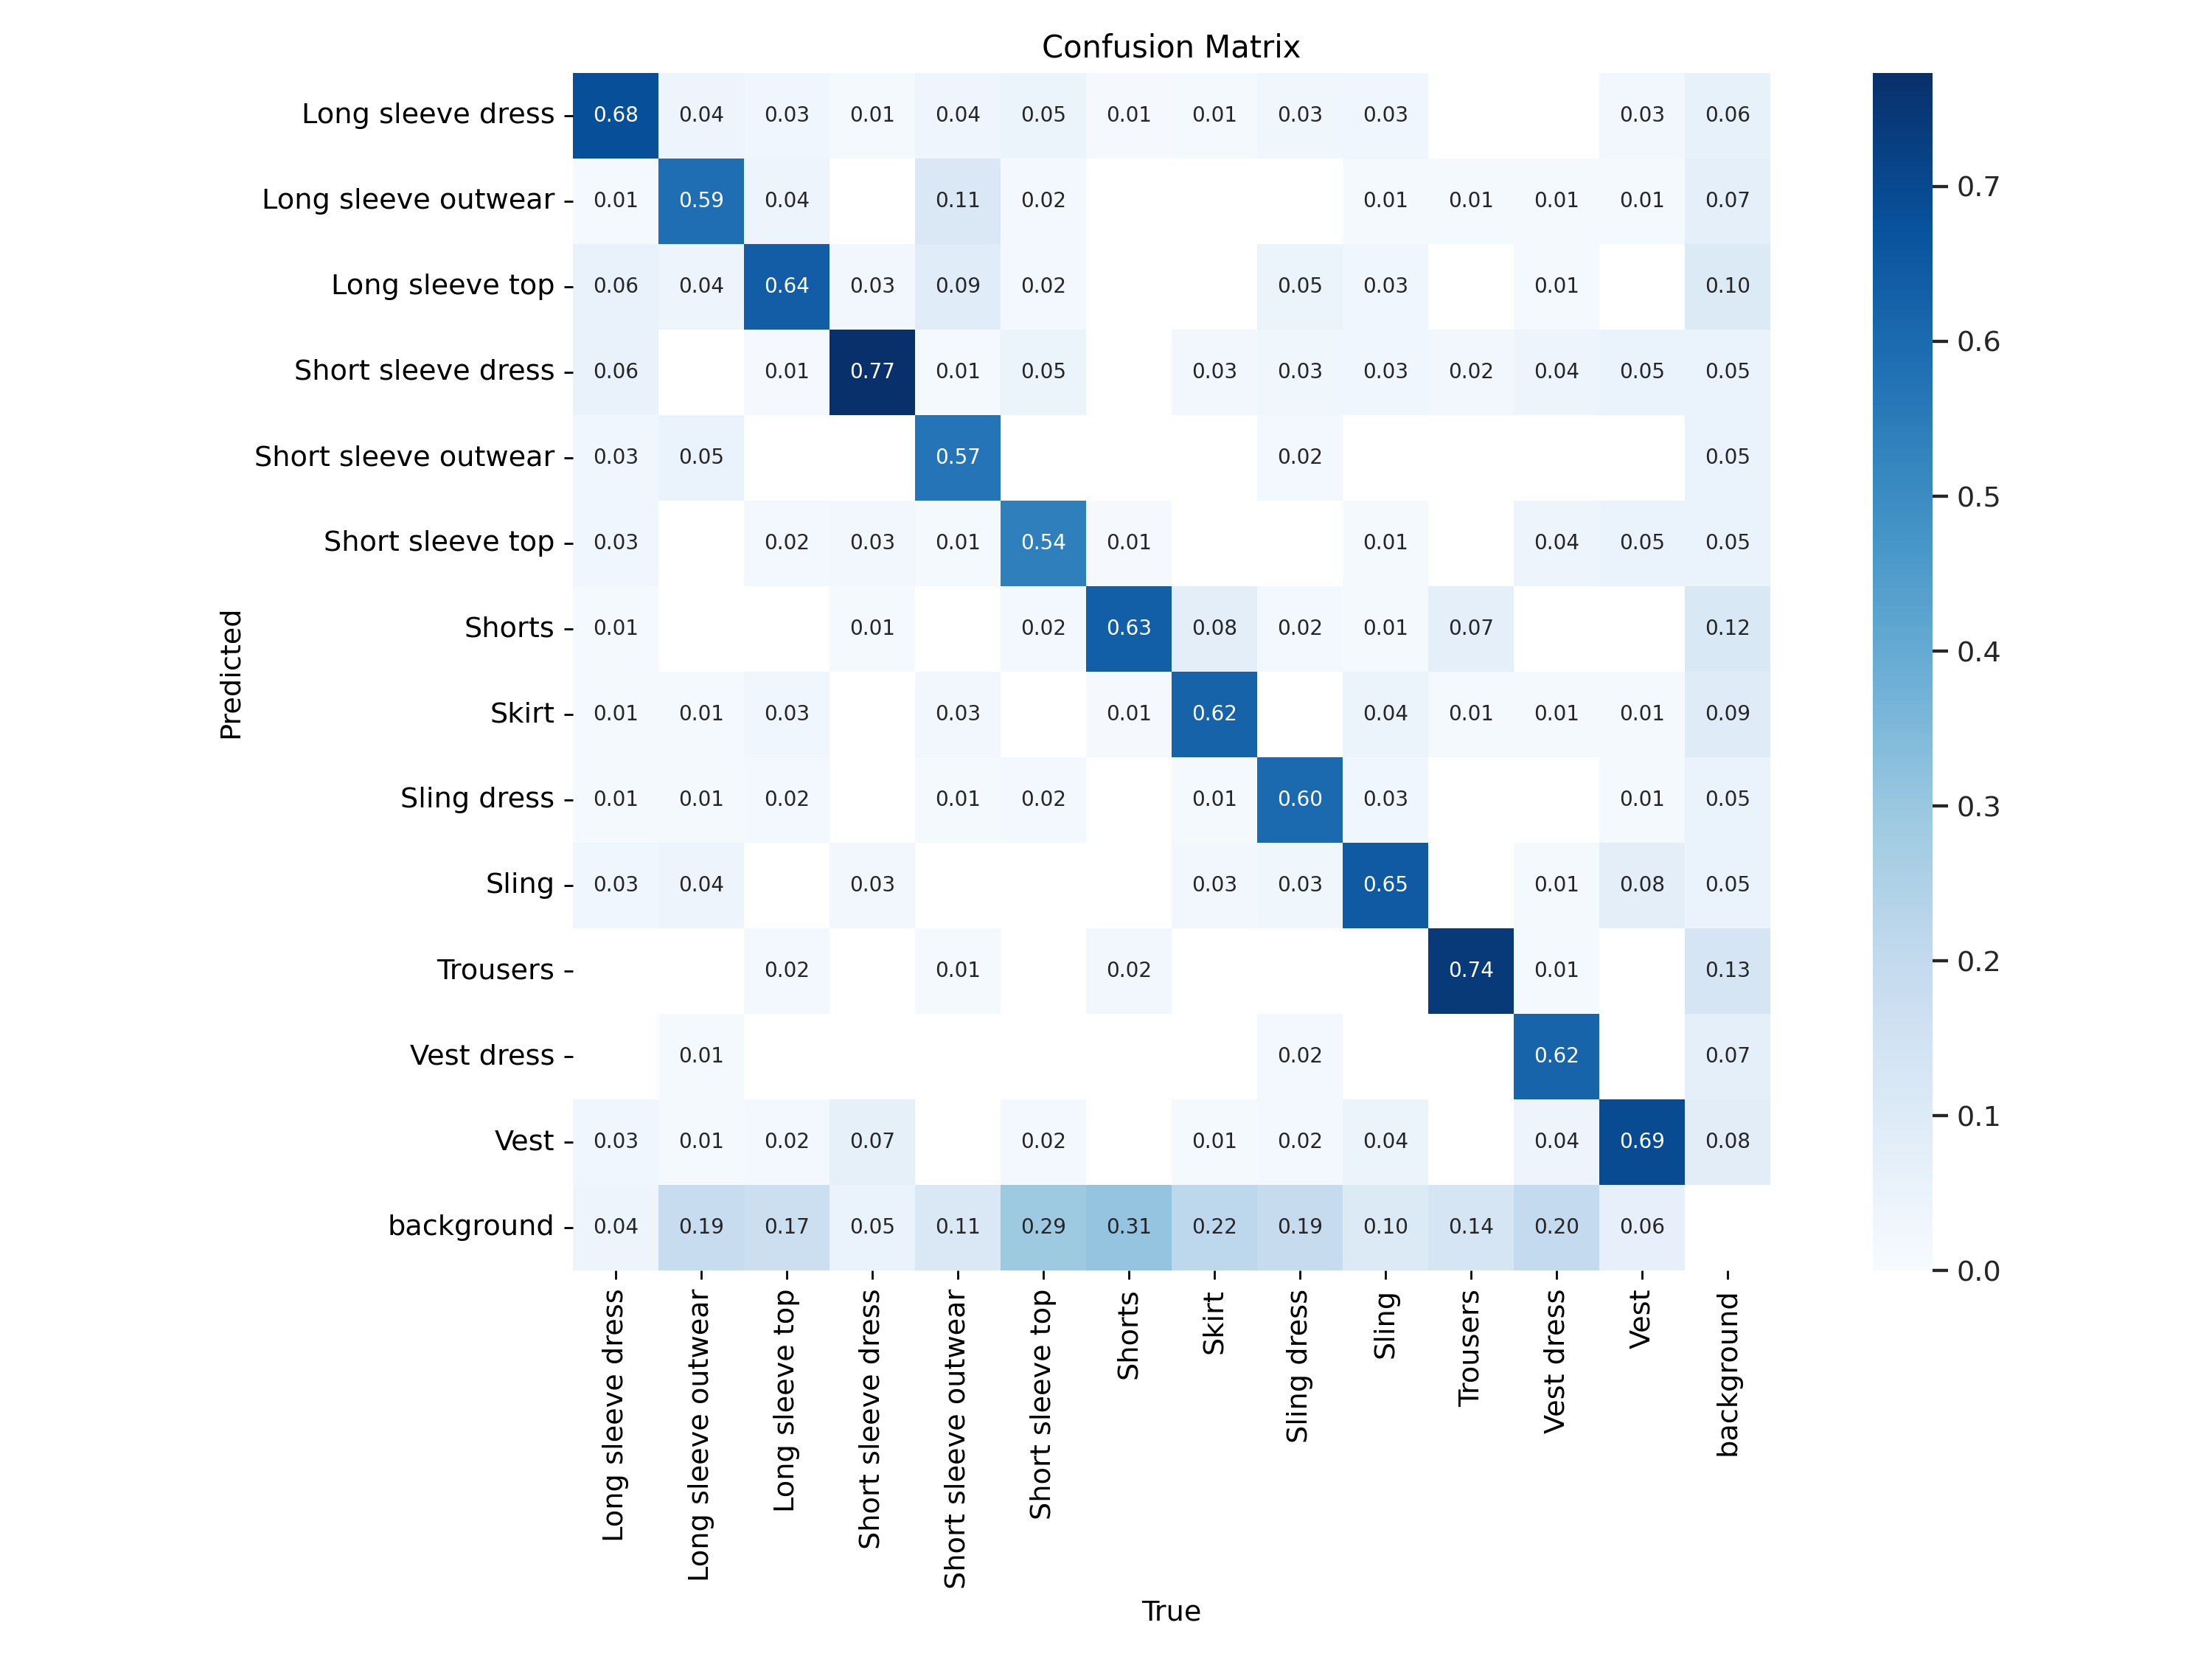 Confusion Matrix
Long sleeve dress 0.68 0.04 0.03 0.01 0.04 0.05 0.01 0.01 0.03 0.03 0.03 0.06
Long sleeve outwear 0.01 0.59 0.04 0.11 0.02 0.01 0.01 0.01 0.01 0.07
Long sleeve top 0.06 0.04 0.64 0.03 0.09 0.02 0.05 0.03 0.01 0.10
Short sleeve dress 0.06 0.01 0.77 0.01 0.05 0.03 0.03 0.03 0.02 0.04 0.05 0.05
Short sleeve outwear 0.03 0.05 0.57 0.02 0.05
Short sleeve top 0.03 0.02 0.03 0.01 0.54 0.01 0.01 0.04 0.05 0.05
Shorts 0.01 0.01 0.02 0.63 0.08 0.02 0.01 0.07 0.12
Skirt 0.01 0.01 0.03 0.03 0.01 0.62 0.04 0.01 0.01 0.01 0.09
Sling dress 0.01 0.01 0.02 0.01 0.02 0.01 0.60 0.03 0.01 0.05
Sling 0.03 0.04 0.03 0.03 0.03 0.65 0.01 0.08 0.05
Trousers 0.02 0.01 0.02 0.74 0.01 0.13
Vest dress 0.01 0.02 0.62 0.07
Vest 0.03 0.01 0.02 0.07 0.02 0.01 0.02 0.04 0.04 0.69 0.08
background 0.04 0.19 0.17 0.05 0.11 0.29 0.31 0.22 0.19 0.10 0.14 0.20 0.06
Predicted
Long sleeve dress
Long sleeve outwear
Long sleeve top
Short sleeve dress
Short sleeve outwear
Short sleeve top
Shorts
Skirt
Sling dress
Sling
Trousers
Vest dress
Vest
background
True
0.7
0.6
0.5
0.4
0.3
0.2
0.1
0.0